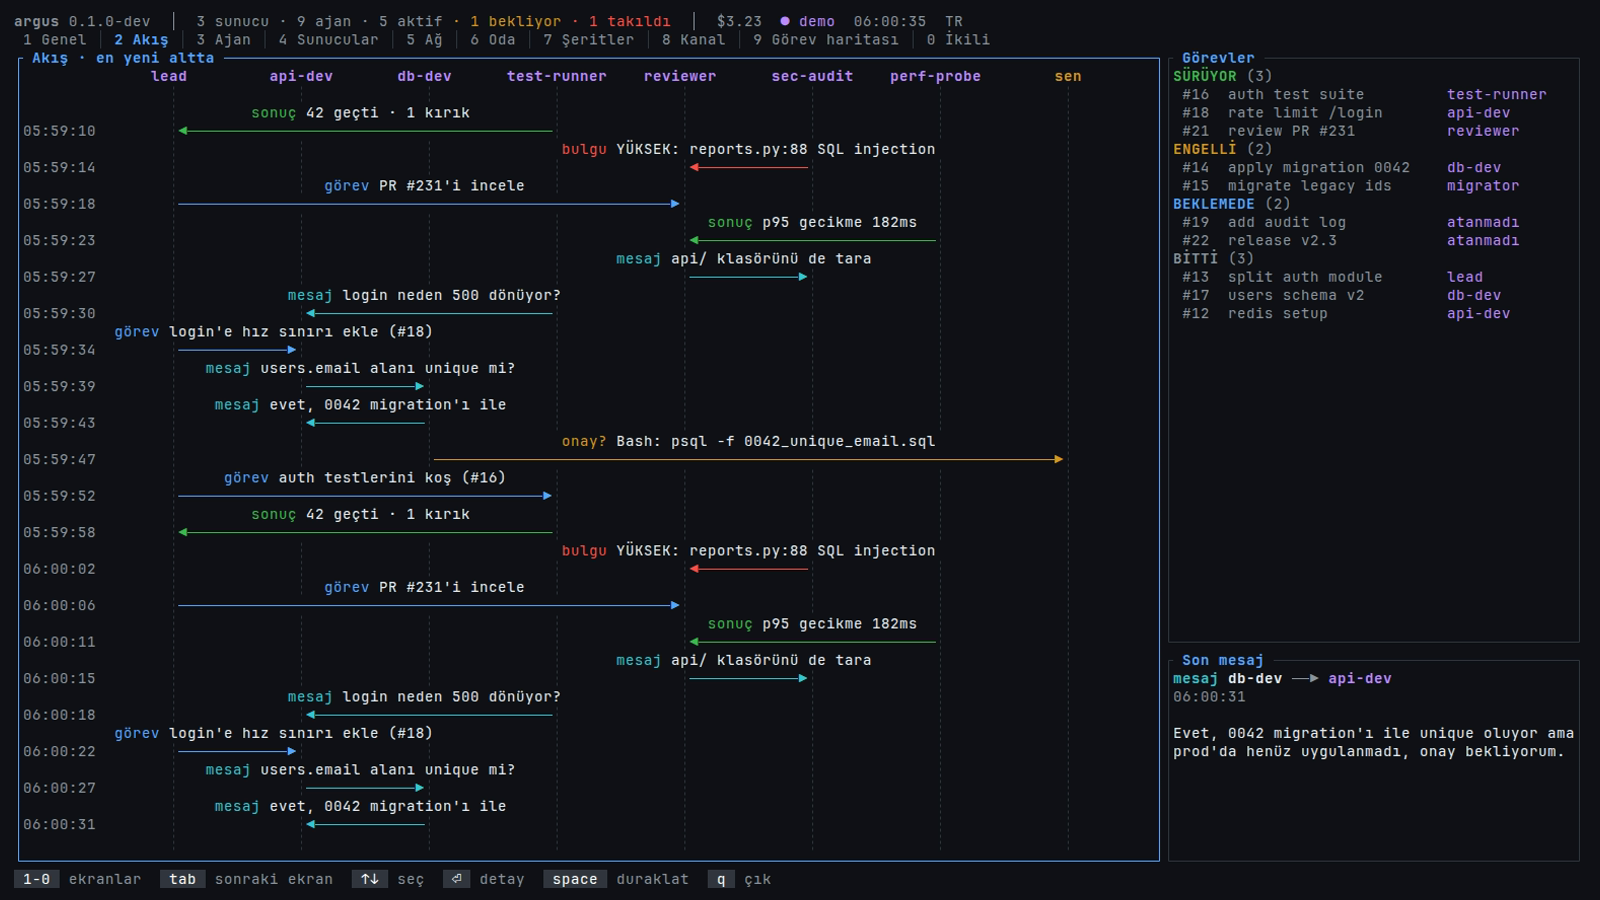 argus 0.1.0-dev │ 3 sunucu · 9 ajan · 5 aktif · 1 bekliyor · 1 takıldı │ $3.23 ● demo 06:00:35 TR
1 Genel │ 2 Akış │ 3 Ajan │ 4 Sunucular │ 5 Ağ │ 6 Oda │ 7 Şeritler │ 8 Kanal │ 9 Görev haritası │ 0 İkili
Akış · en yeni altta
lead api-dev db-dev test-runner reviewer sec-audit perf-probe sen
sonuç 42 geçti · 1 kırık
05:59:10
bulgu YÜKSEK: reports.py:88 SQL injection
05:59:14
görev PR #231'i incele
05:59:18
sonuç p95 gecikme 182ms
05:59:23
mesaj api/ klasörünü de tara
05:59:27
mesaj login neden 500 dönüyor?
05:59:30
görev login'e hız sınırı ekle (#18)
05:59:34
mesaj users.email alanı unique mi?
05:59:39
mesaj evet, 0042 migration'ı ile
05:59:43
onay? Bash: psql -f 0042_unique_email.sql
05:59:47
görev auth testlerini koş (#16)
05:59:52
sonuç 42 geçti · 1 kırık
05:59:58
bulgu YÜKSEK: reports.py:88 SQL injection
06:00:02
görev PR #231'i incele
06:00:06
sonuç p95 gecikme 182ms
06:00:11
mesaj api/ klasörünü de tara
06:00:15
mesaj login neden 500 dönüyor?
06:00:18
görev login'e hız sınırı ekle (#18)
06:00:22
mesaj users.email alanı unique mi?
06:00:27
mesaj evet, 0042 migration'ı ile
06:00:31
Görevler
SÜRÜYOR (3)
#16 auth test suite test-runner
#18 rate limit /login api-dev
#21 review PR #231 reviewer
ENGELLİ (2)
#14 apply migration 0042 db-dev
#15 migrate legacy ids migrator
BEKLEMEDE (2)
#19 add audit log atanmadı
#22 release v2.3 atanmadı
BİTTİ (3)
#13 split auth module lead
#17 users schema v2 db-dev
#12 redis setup api-dev
Son mesaj
mesaj db-dev ──▶ api-dev
06:00:31
Evet, 0042 migration'ı ile unique oluyor ama
prod'da henüz uygulanmadı, onay bekliyorum.
1-0 ekranlar tab sonraki ekran ↑↓ seç ⏎ detay space duraklat q çık